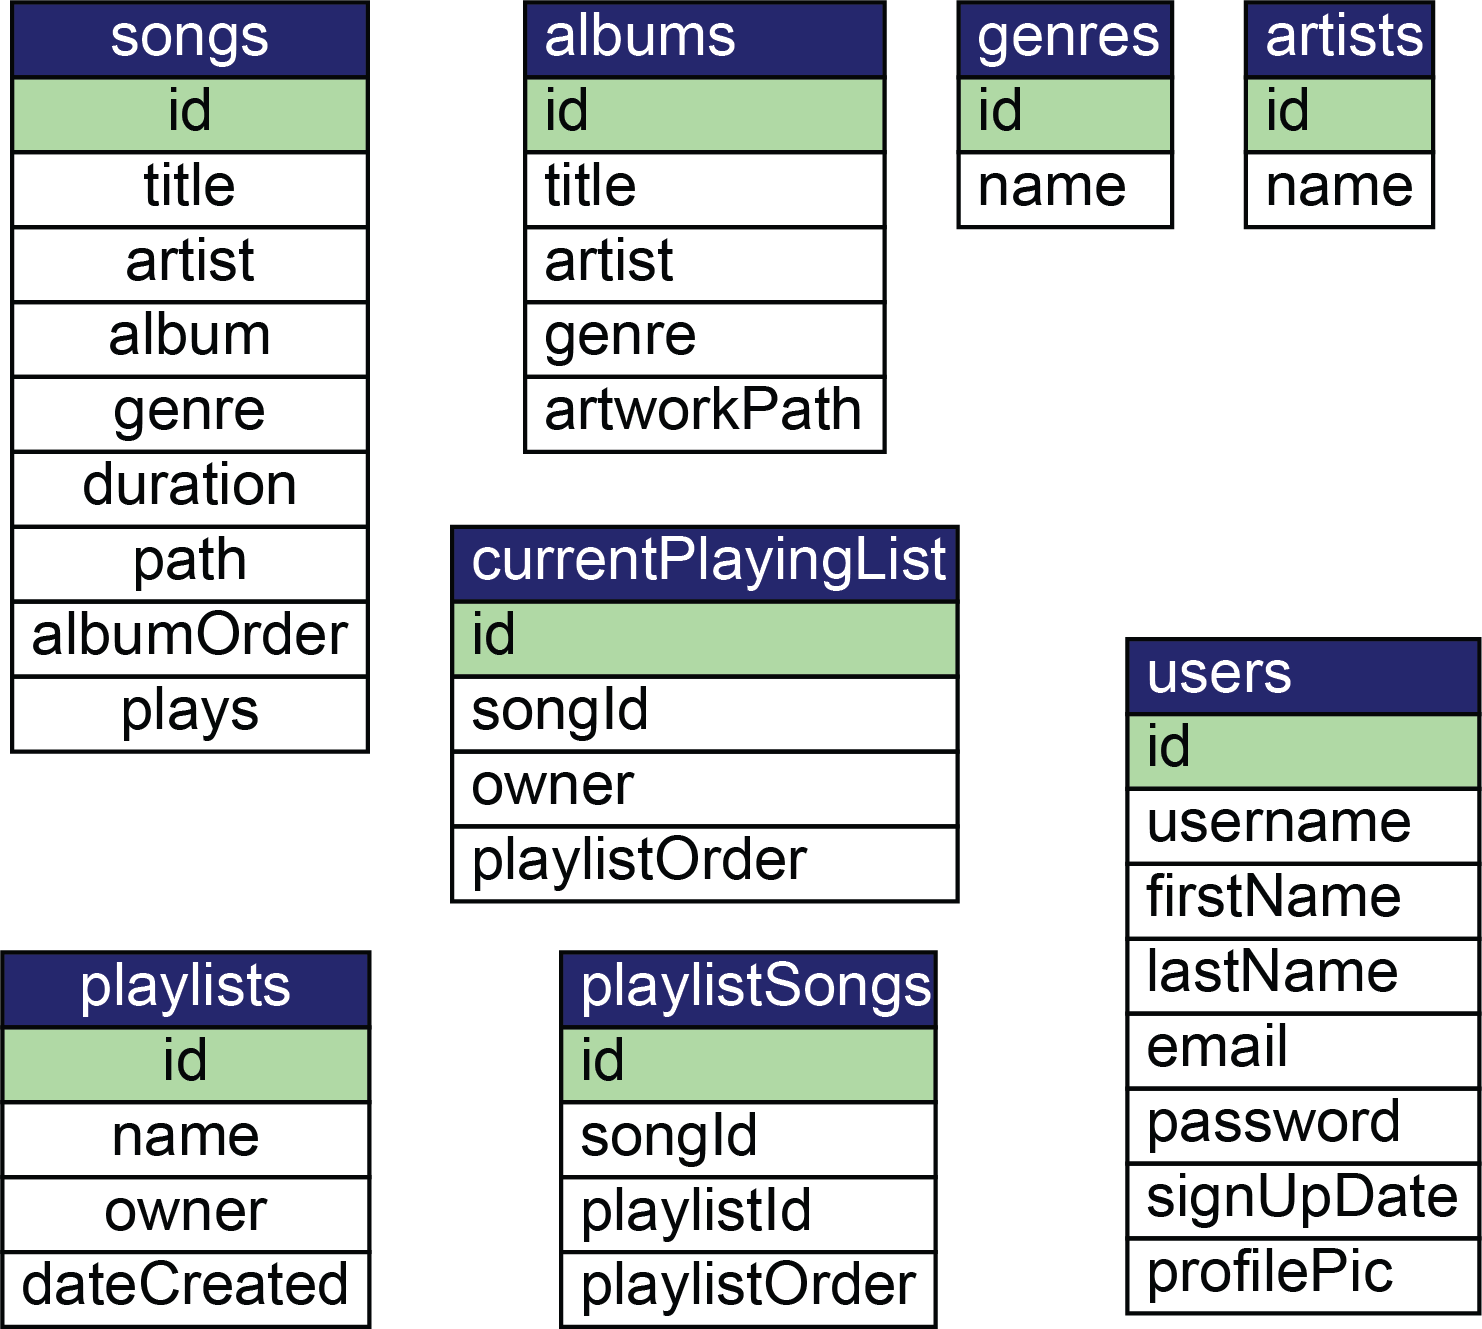 songs
id
title
artist
album
genre
duration
path
albumOrder
plays
albums
id
title
artist
genre
artworkPath
genres
id
name
artists
id
name
currentPlayingList
id
songId
owner
playlistOrder
users
id
username
firstName
lastName
email
password
signUpDate
profilePic
playlists
id
name
owner
dateCreated
playlistSongs
id
songId
playlistId
playlistOrder